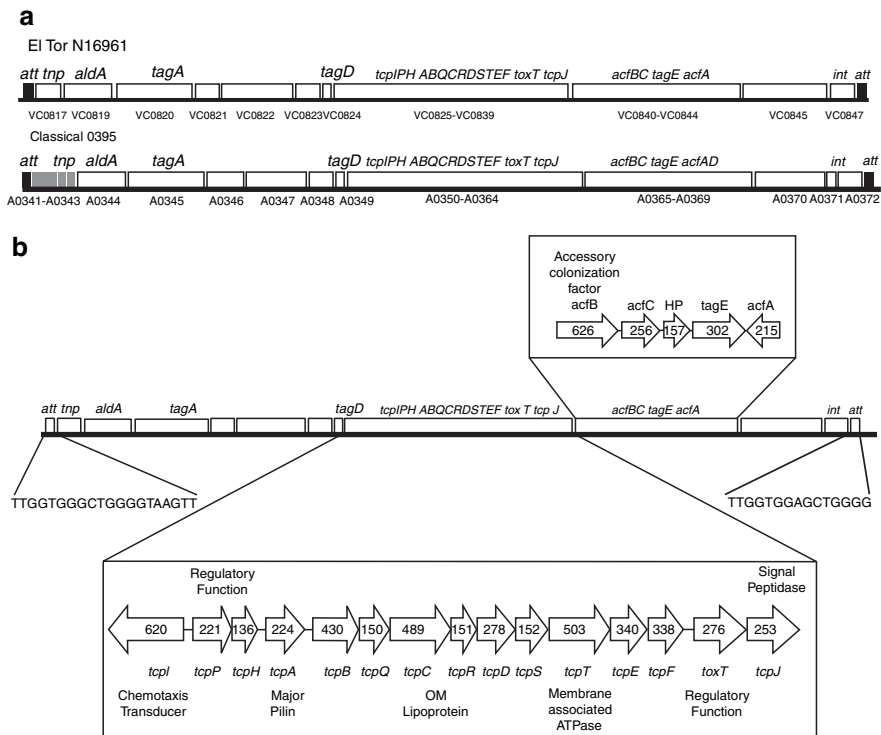 a
El Tor N16961
att tnp aldA tagA tagD tcpIPH ABQCRDSTEF toxT tcpJ acfBC tagE acfA int att
VC0817 VC0819 VC0820 VC0821 VC0822 VC0823 VC0824 VC0825-VC0839 VC0840-VC0844 VC0845 VC0847
Classical 0395
att tnp aldA tagA tagD tcpIPH ABQCRDSTEF toxT tcpJ acfBC tagE acfAD int att
A0341-A0343 A0344 A0345 A0346 A0347 A0348 A0349 A0350-A0364 A0365-A0369 A0370 A0371 A0372
b
Accessory
colonization
factor
acfB acfC HP tagE acfA
626 256 157 302 215
att tnp aldA tagA tagD tcpIPH ABQCRDSTEF tox T tcp J acfBC tagE acfA int att
TTGGTGGGCTGGGGTAAGTT TTGGTGGAGCTGGGG
Regulatory
Function
Signal
Peptidase
620 221 136 224 430 150 489 151 278 152 503 340 338 276 253
tcpI tcpP tcpH tcpA tcpB tcpQ tcpC tcpR tcpD tcpS tcpT tcpE tcpF toxT tcpJ
Chemotaxis
Transducer
Major
Pilin
OM
Lipoprotein
Membrane
associated
ATPase
Regulatory
Function